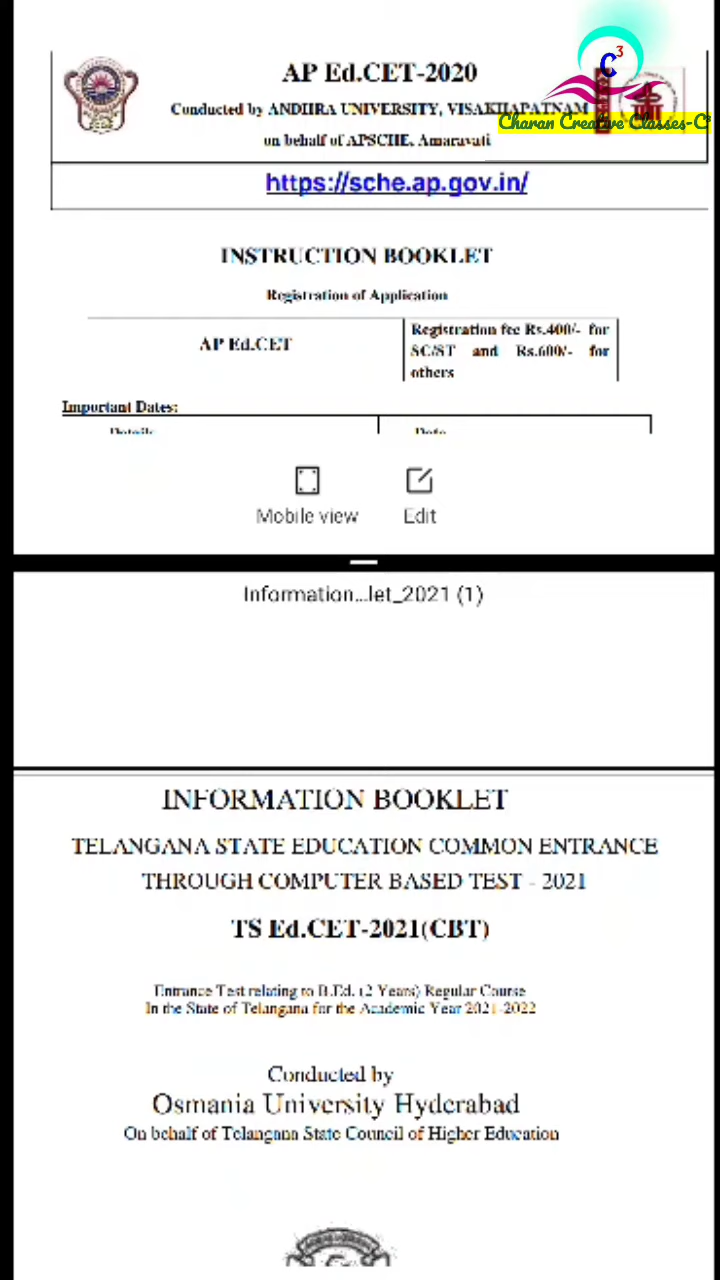 C3
AP Ed.CET-2020
Conducted by ANDHRA UNIVERSITY, VISAKHAPATNAM
Charan Creative Classes-C3
on behalf of APSCHE, Amaravati
https://sche.ap.gov.in/
INSTRUCTION BOOKLET
Registration of Application
AP Ed.CET
Registration fee Rs.400/- for
SC/ST and Rs.600/- for
others
Important Dates:
Details
Date
Mobile view
Edit
Information...let_2021 (1)
INFORMATION BOOKLET
TELANGANA STATE EDUCATION COMMON ENTRANCE
THROUGH COMPUTER BASED TEST - 2021
TS Ed.CET-2021(CBT)
Entrance Test relating to B.Ed. (2 Years) Regular Course
In the State of Telangana for the Academic Year 2021-2022
Conducted by
Osmania University Hyderabad
On behalf of Telangana State Council of Higher Education